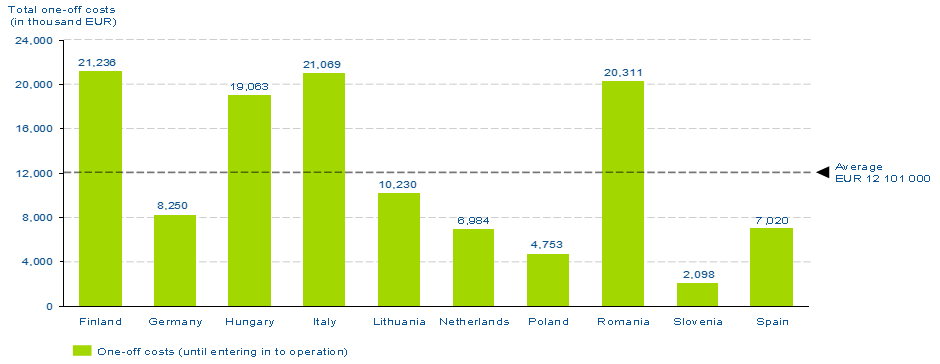 Total one-off costs
(in thousand EUR)
24,000
20,000
16,000
12,000
8,000
4,000
0
21,236
8,250
19,063
21,069
10,230
6,984
4,753
20,311
2,098
7,020
Average
EUR 12 101 000
Finland
Germany
Hungary
Italy
Lithuania
Netherlands
Poland
Romania
Slovenia
Spain
One-off costs (until entering in to operation)